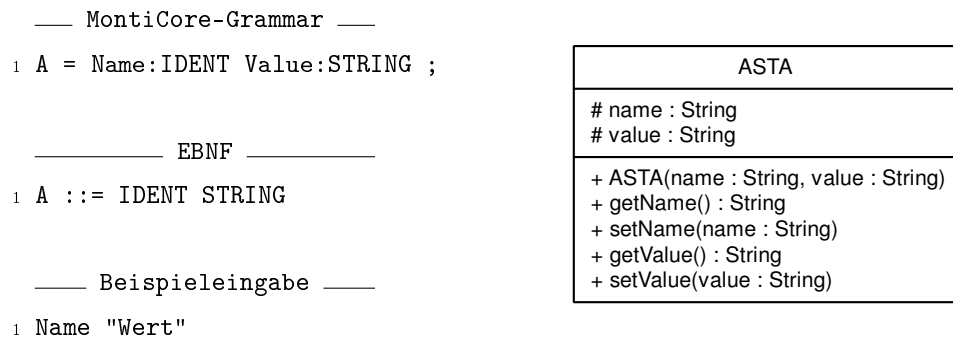 MontiCore-Grammar
1 A = Name:IDENT Value:STRING ;
EBNF
1 A ::= IDENT STRING
Beispieleingabe
1 Name "Wert"
ASTA
# name : String
# value : String
+ ASTA(name : String, value : String)
+ getName() : String
+ setName(name : String)
+ getValue() : String
+ setValue(value : String)